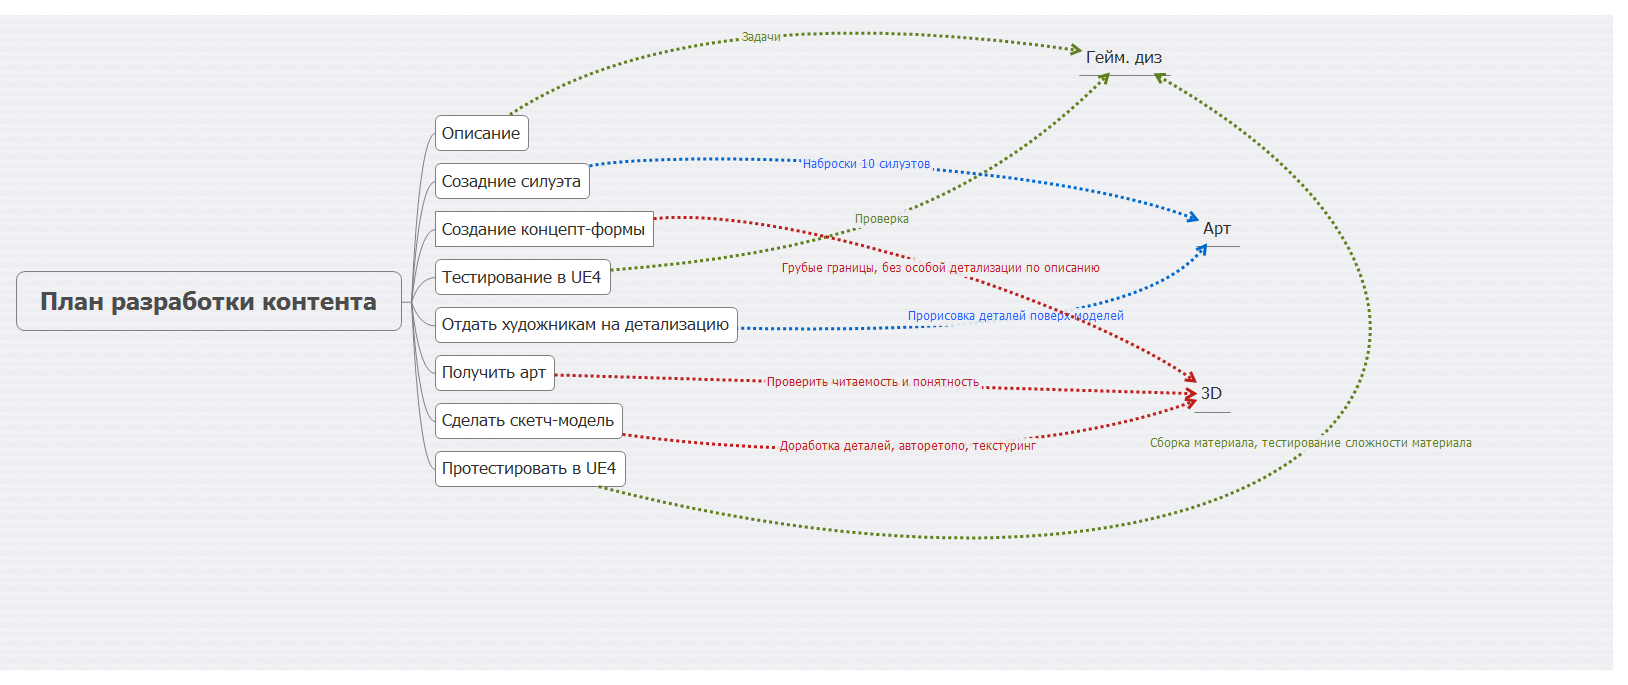 План разработки контента
Описание
Созадние силуэта
Создание концепт-формы
Тестирование в UE4
Отдать художникам на детализацию
Получить арт
Сделать скетч-модель
Протестировать в UE4
Задачи
Наброски 10 силуэтов
Проверка
Грубые границы, без особой детализации по описанию
Прорисовка деталей поверх моделей
Проверить читаемость и понятность
Доработка деталей, авторетопо, текстуринг
Сборка материала, тестирование сложности материала
Гейм. диз
Арт
3D